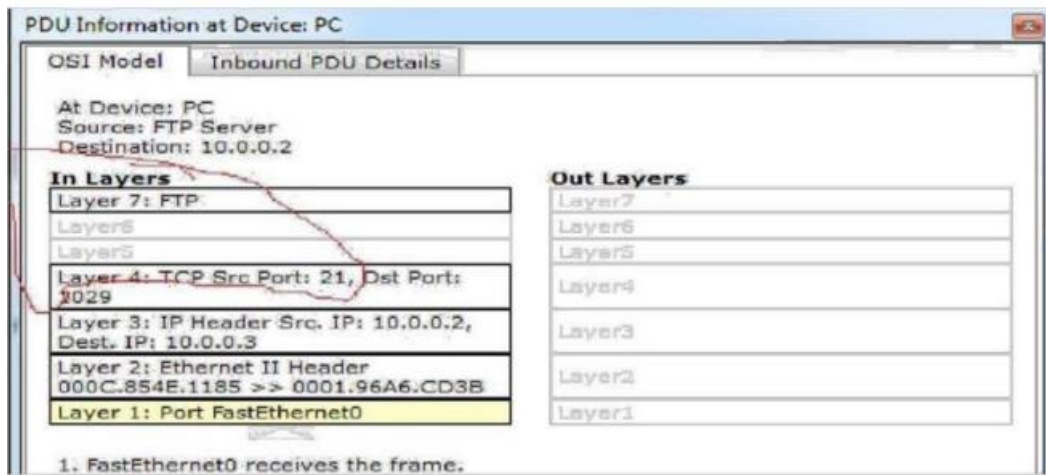 PDU Information at Device: PC
OSI Model
Inbound PDU Details
At Device: PC
Source: FTP Server
Destination: 10.0.0.2
In Layers
Layer 7: FTP
Layer6
Layer5
Layer 4: TCP Src Port: 21, Dst Port:
2029
Layer 3: IP Header Src. IP: 10.0.0.2,
Dest. IP: 10.0.0.3
Layer 2: Ethernet II Header
000C.854E.1185 >> 0001.96A6.CD3B
Layer 1: Port FastEthernet0
Out Layers
Layer7
Layer6
Layer5
Layer4
Layer3
Layer2
Layer1
1. FastEthernet0 receives the frame.